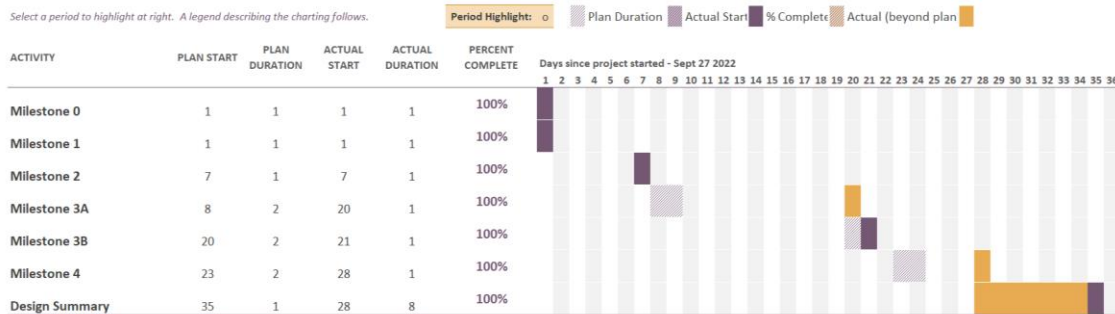 Select a period to highlight at right. A legend describing the charting follows. Period Highlight: 0 Plan Duration Actual Start % Complete Actual (beyond plan
ACTIVITY PLAN START PLAN DURATION ACTUAL START ACTUAL DURATION PERCENT COMPLETE Days since project started - Sept 27 2022
1 2 3 4 5 6 7 8 9 10 11 12 13 14 15 16 17 18 19 20 21 22 23 24 25 26 27 28 29 30 31 32 33 34 35 36
Milestone 0 1 1 1 1 100%
Milestone 1 1 1 1 1 100%
Milestone 2 7 1 7 1 100%
Milestone 3A 8 2 20 1 100%
Milestone 3B 20 2 21 1 100%
Milestone 4 23 2 28 1 100%
Design Summary 35 1 28 8 100%